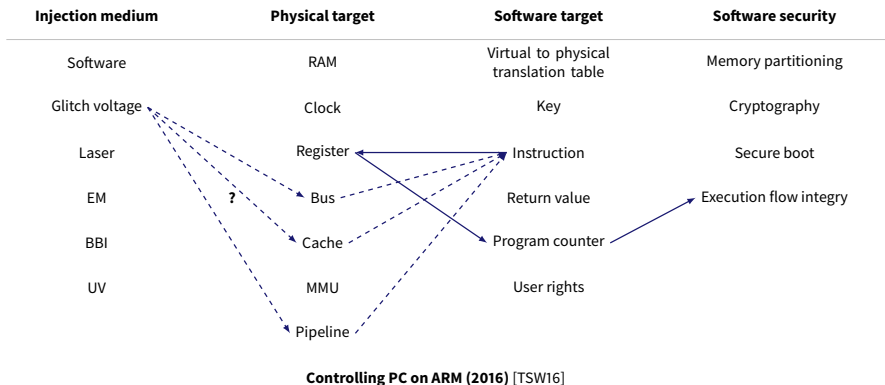 Injection medium Physical target Software target Software security
Software RAM Virtual to physical
translation table Memory partitioning
Glitch voltage Clock Key Cryptography
Laser Register Instruction Secure boot
EM ? Bus Return value Execution flow integry
BBI Cache Program counter
UV MMU User rights
Pipeline
Controlling PC on ARM (2016) [TSW16]